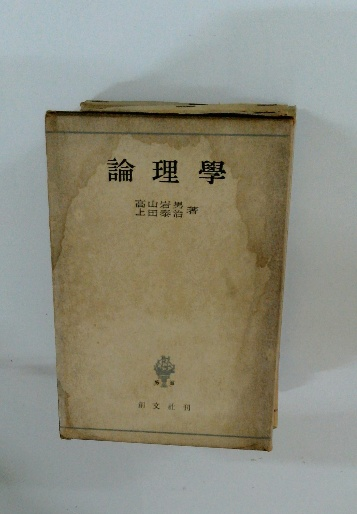 論理學
高山岩男
上田泰治 著
創文社刊